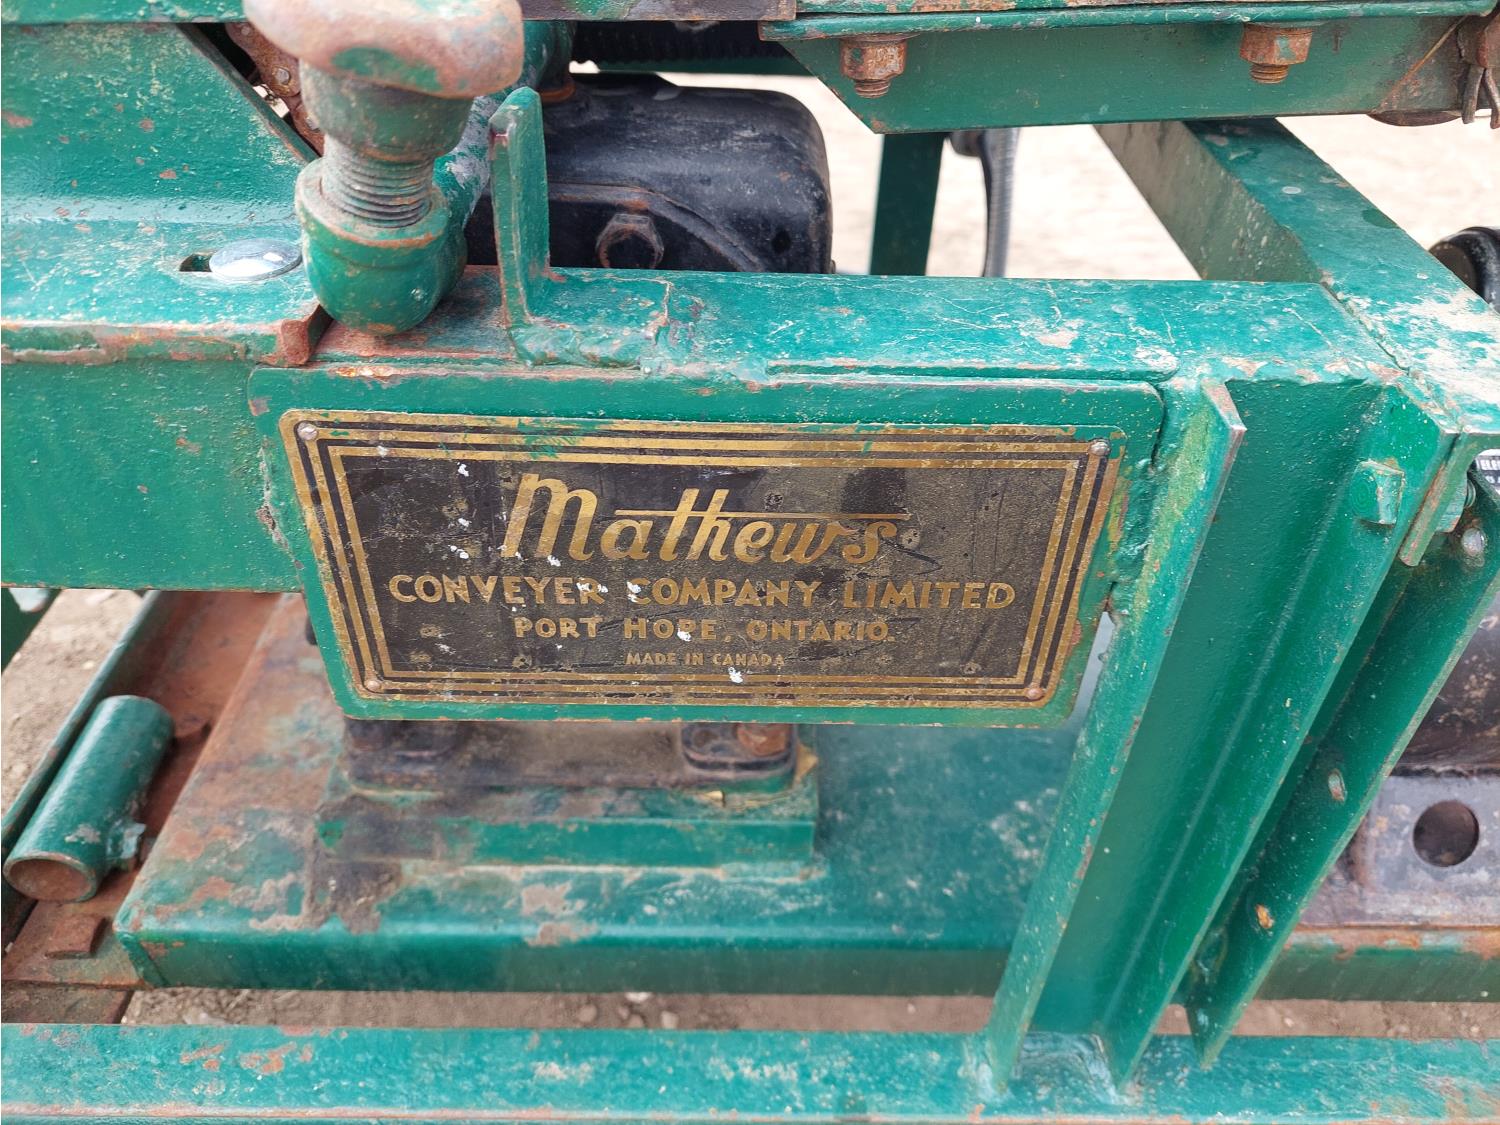 Mathews
CONVEYER COMPANY LIMITED
PORT HOPE, ONTARIO.
MADE IN CANADA